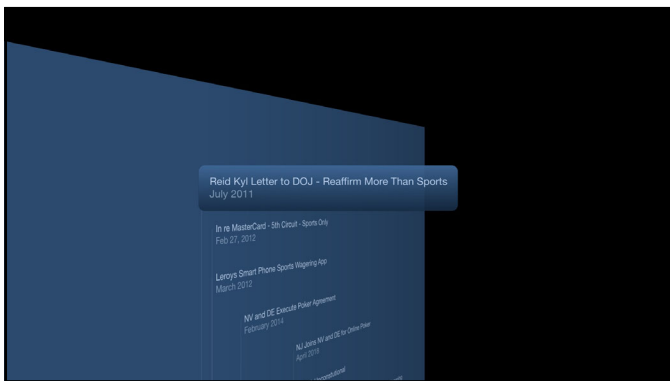 Reid Kyl Letter to DOJ - Reaffirm More Than Sports
July 2011
In re MasterCard - 5th Circuit - Sports Only
Feb 27, 2012
Leroys Smart Phone Sports Wagering App
March 2012
NV and DE Execute Poker Agreement
February 2014
NJ Joins NV and DE for Online Poker
April 2018